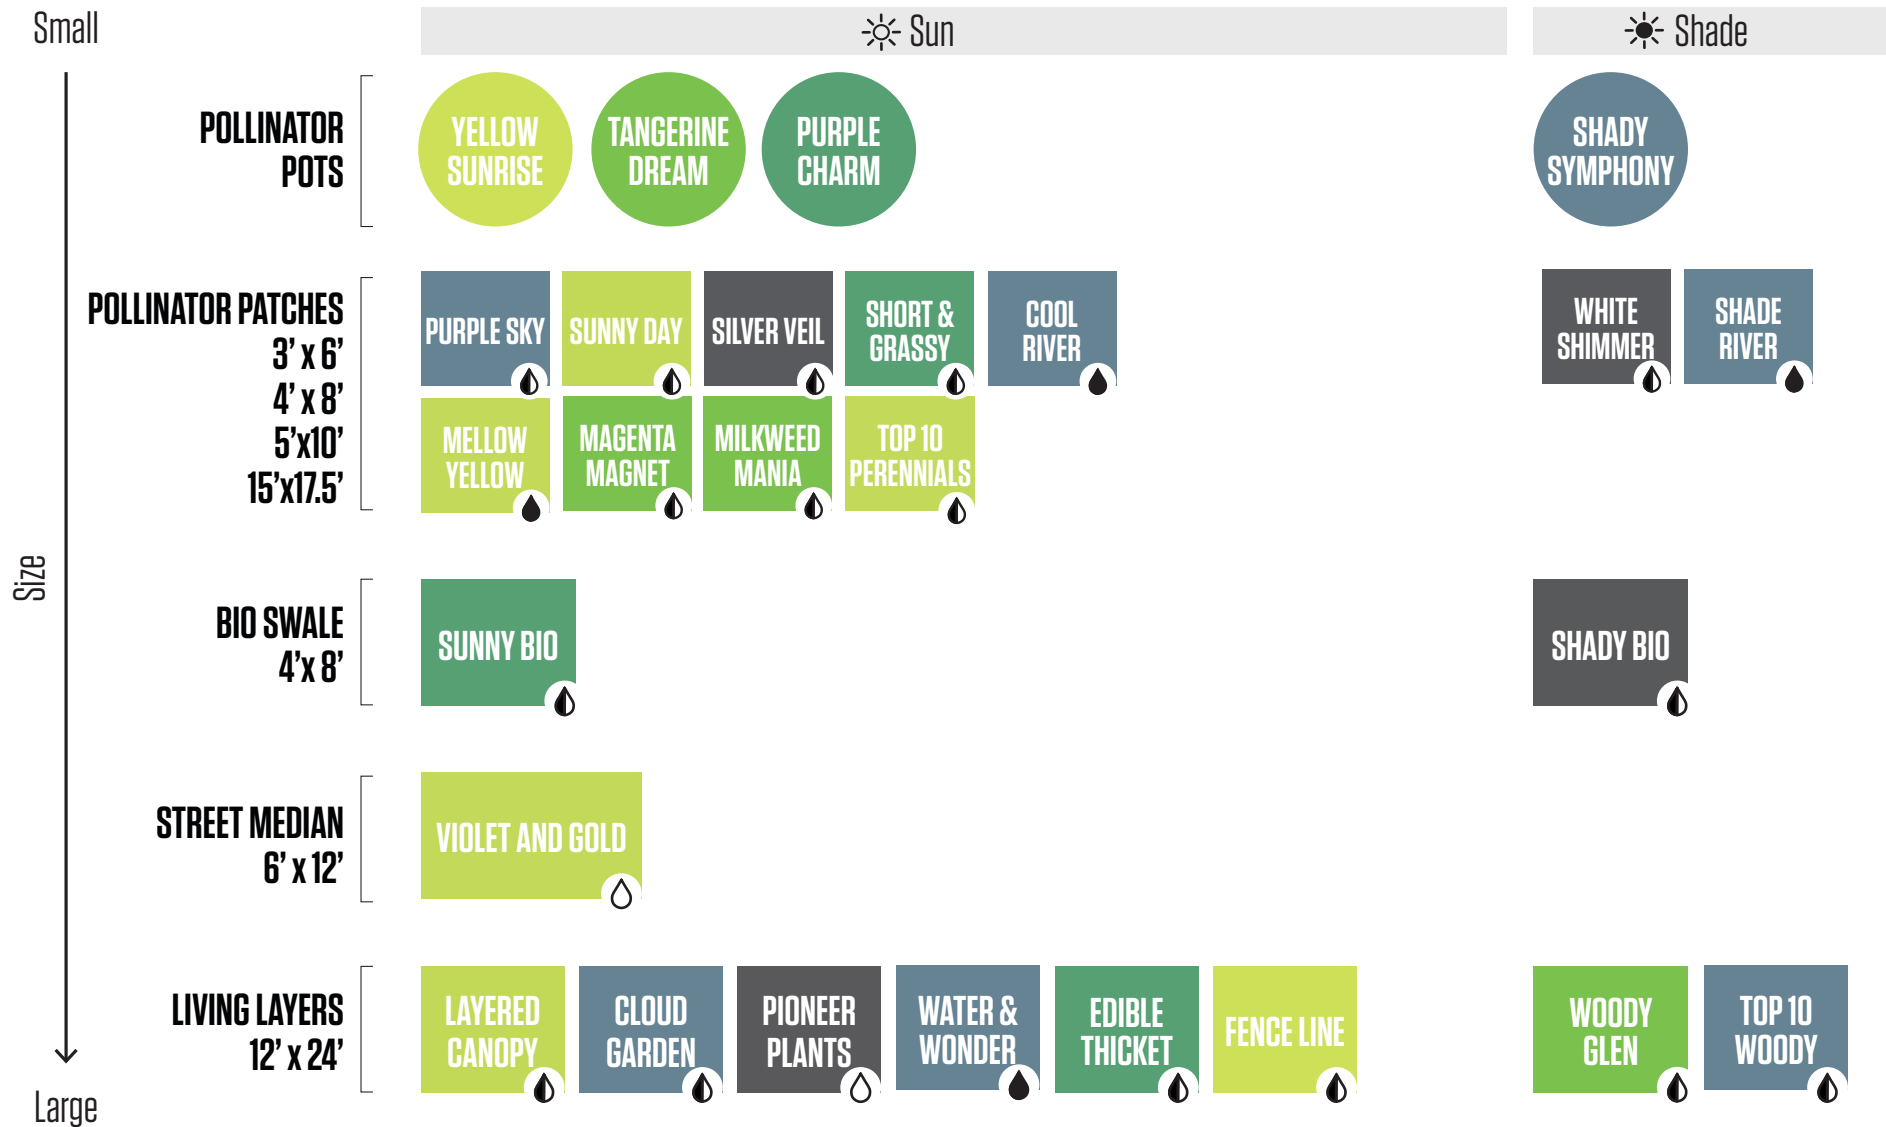 Small
Sun
Shade
POLLINATOR
POTS
YELLOW
SUNRISE
TANGERINE
DREAM
PURPLE
CHARM
SHADY
SYMPHONY
POLLINATOR PATCHES
3' x 6'
4' x 8'
5'x10'
15'x17.5'
PURPLE SKY
SUNNY DAY
SILVER VEIL
SHORT &
GRASSY
COOL
RIVER
WHITE
SHIMMER
SHADE
RIVER
MELLOW
YELLOW
MAGENTA
MAGNET
MILKWEED
MANIA
TOP 10
PERENNIALS
Size
BIO SWALE
4'x 8'
SUNNY BIO
SHADY BIO
STREET MEDIAN
6' x 12'
VIOLET AND GOLD
LIVING LAYERS
12' x 24'
LAYERED
CANOPY
CLOUD
GARDEN
PIONEER
PLANTS
WATER &
WONDER
EDIBLE
THICKET
FENCE LINE
WOODY
GLEN
TOP 10
WOODY
Large